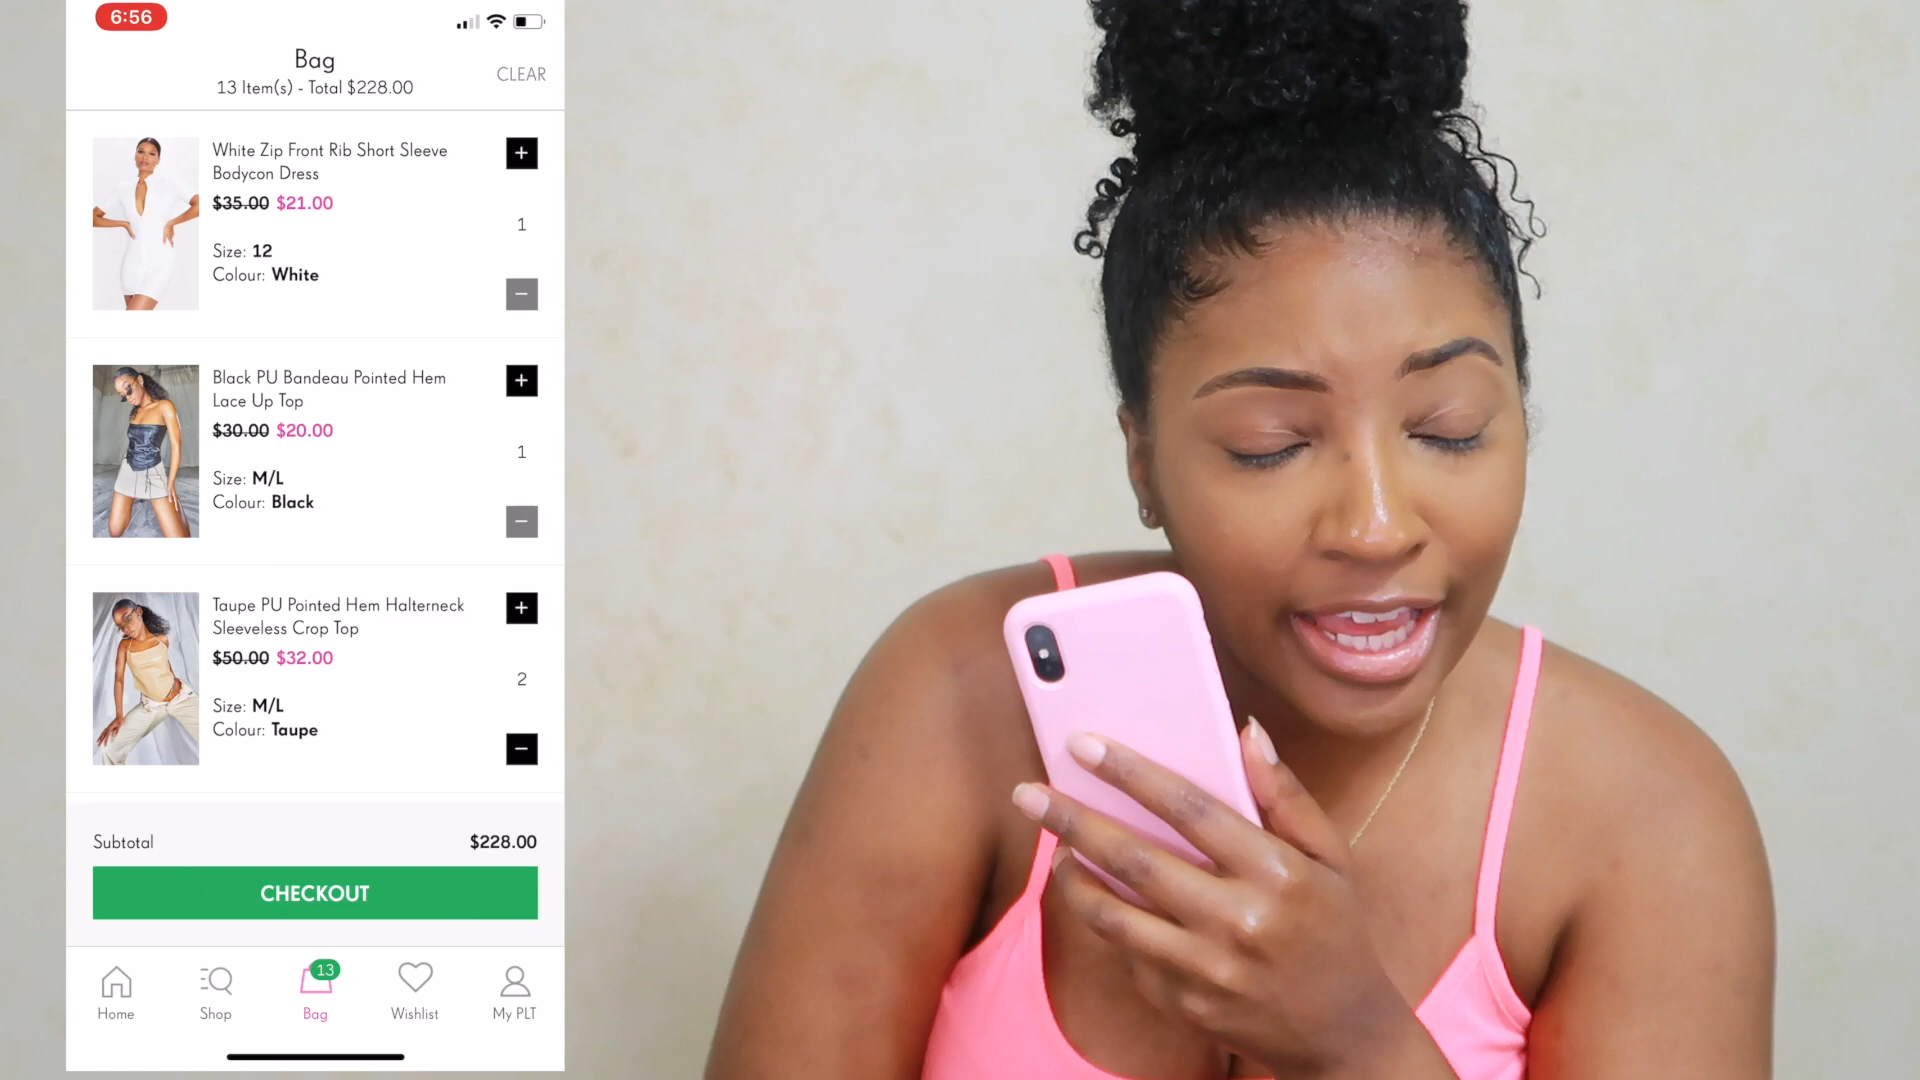 6:56
Bag
13 Item(s) - Total $228.00
CLEAR
White Zip Front Rib Short Sleeve
Bodycon Dress
$35.00 $21.00
Size: 12
Colour: White
+
1
−
Black PU Bandeau Pointed Hem
Lace Up Top
$30.00 $20.00
Size: M/L
Colour: Black
+
1
−
Taupe PU Pointed Hem Halterneck
Sleeveless Crop Top
$50.00 $32.00
Size: M/L
Colour: Taupe
+
2
−
Subtotal $228.00
CHECKOUT
13
Home Shop Bag Wishlist My PLT